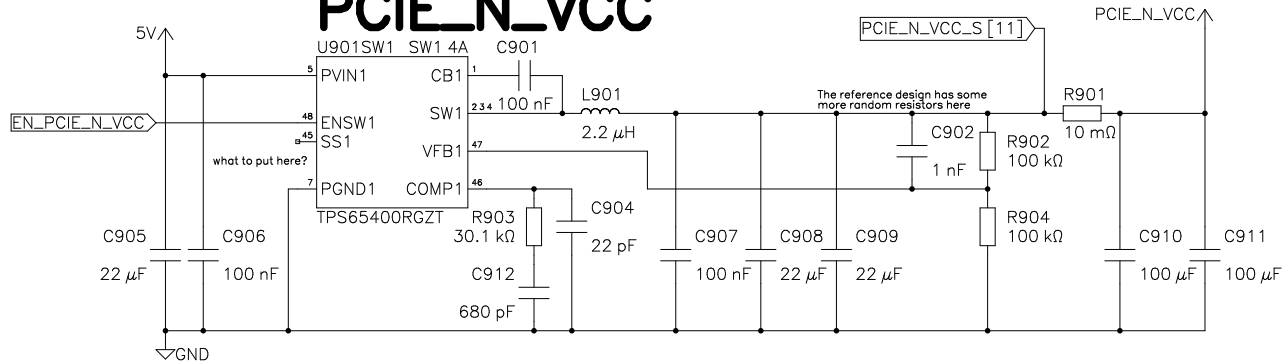 PCIE_N_VCC
5V
U901SW1 SW1 4A
C901
PCIE_N_VCC_S [11]
PCIE_N_VCC
5 PVIN1
CB1 1
100 nF
L901
The reference design has some
more random resistors here
R901
EN_PCIE_N_VCC
48 ENSW1
SW1 2 3 4
2.2 μH
10 mΩ
45 SS1
what to put here?
VFB1 47
C902
1 nF
R902
100 kΩ
7 PGND1
COMP1 46
TPS65400RGZT
R903
30.1 kΩ
C904
22 pF
R904
100 kΩ
C905
22 μF
C906
100 nF
C912
680 pF
C907
100 nF
C908
22 μF
C909
22 μF
C910
100 μF
C911
100 μF
GND